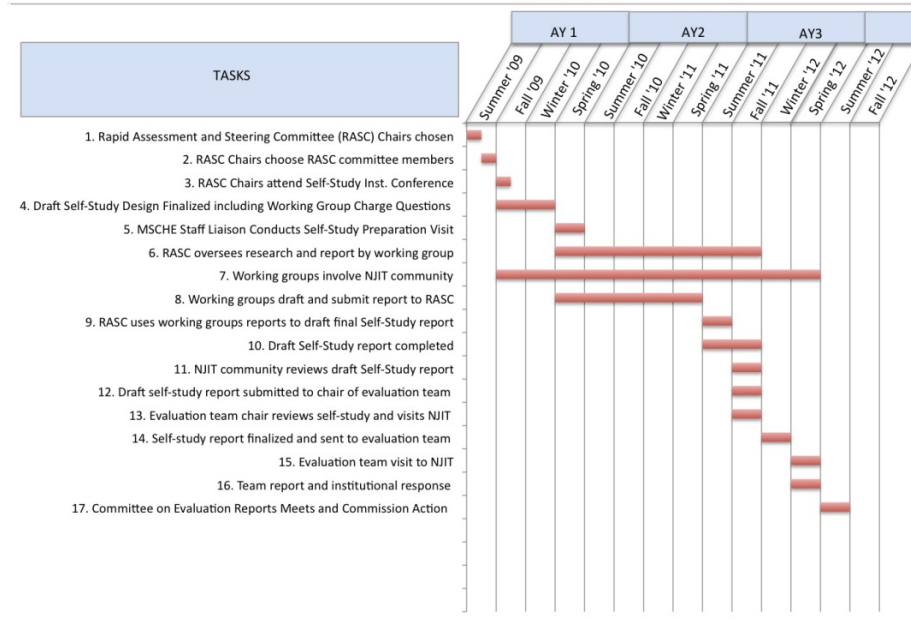 AY 1 AY2 AY3
TASKS
Summer '09 Fall '09 Winter '10 Spring '10 Summer '10 Fall '10 Winter '11 Spring '11 Summer '11 Fall '11 Winter '12 Spring '12 Summer '12 Fall '12
1. Rapid Assessment and Steering Committee (RASC) Chairs chosen
2. RASC Chairs choose RASC committee members
3. RASC Chairs attend Self-Study Inst. Conference
4. Draft Self-Study Design Finalized including Working Group Charge Questions
5. MSCHE Staff Liaison Conducts Self-Study Preparation Visit
6. RASC oversees research and report by working group
7. Working groups involve NJIT community
8. Working groups draft and submit report to RASC
9. RASC uses working groups reports to draft final Self-Study report
10. Draft Self-Study report completed
11. NJIT community reviews draft Self-Study report
12. Draft self-study report submitted to chair of evaluation team
13. Evaluation team chair reviews self-study and visits NJIT
14. Self-study report finalized and sent to evaluation team
15. Evaluation team visit to NJIT
16. Team report and institutional response
17. Committee on Evaluation Reports Meets and Commission Action